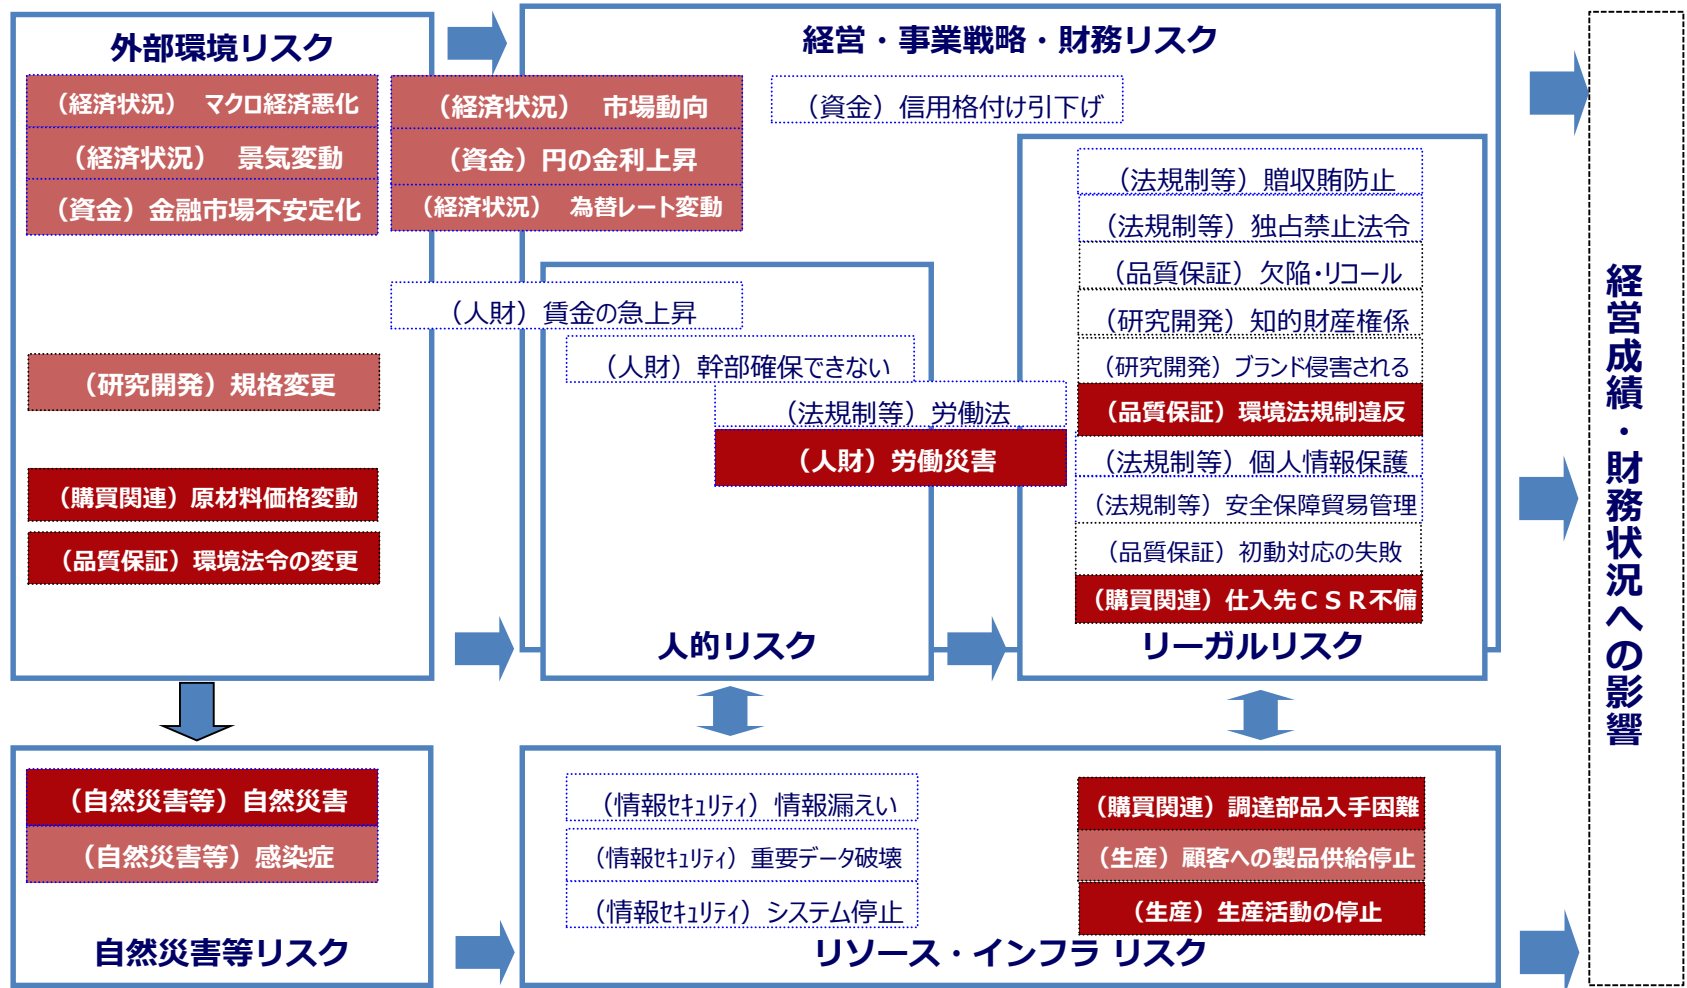 外部環境リスク
（経済状況）　マクロ経済悪化
（経済状況）　景気変動
（資金）金融市場不安定化
（研究開発）規格変更
（購買関連）原材料価格変動
（品質保証）環境法令の変更
経営・事業戦略・財務リスク
（経済状況）　市場動向
（資金）円の金利上昇
（経済状況）　為替レート変動
（資金）信用格付け引下げ
（人財）賃金の急上昇
（人財）幹部確保できない
（法規制等）労働法
（人財）労働災害
人的リスク
（法規制等）贈収賄防止
（法規制等）独占禁止法令
（品質保証）欠陥・リコール
（研究開発）知的財産権係
（研究開発）ブランド侵害される
（品質保証）環境法規制違反
（法規制等）個人情報保護
（法規制等）安全保障貿易管理
（品質保証）初動対応の失敗
（購買関連）仕入先ＣＳＲ不備
リーガルリスク
（自然災害等）自然災害
（自然災害等）感染症
自然災害等リスク
（情報セキュリティ）情報漏えい
（情報セキュリティ）重要データ破壊
（情報セキュリティ）システム停止
（購買関連）調達部品入手困難
（生産）顧客への製品供給停止
（生産）生産活動の停止
リソース・インフラ リスク
経営成績・財務状況への影響